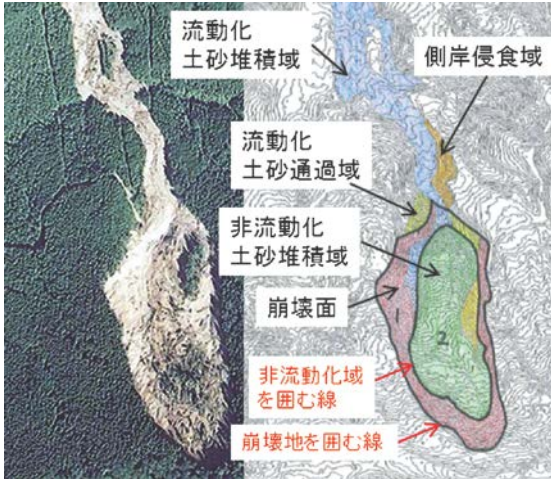 流動化
土砂堆積域
側岸侵食域
流動化
土砂通過域
非流動化
土砂堆積域
崩壊面
1
2
非流動化域
を囲む線
崩壊地を囲む線